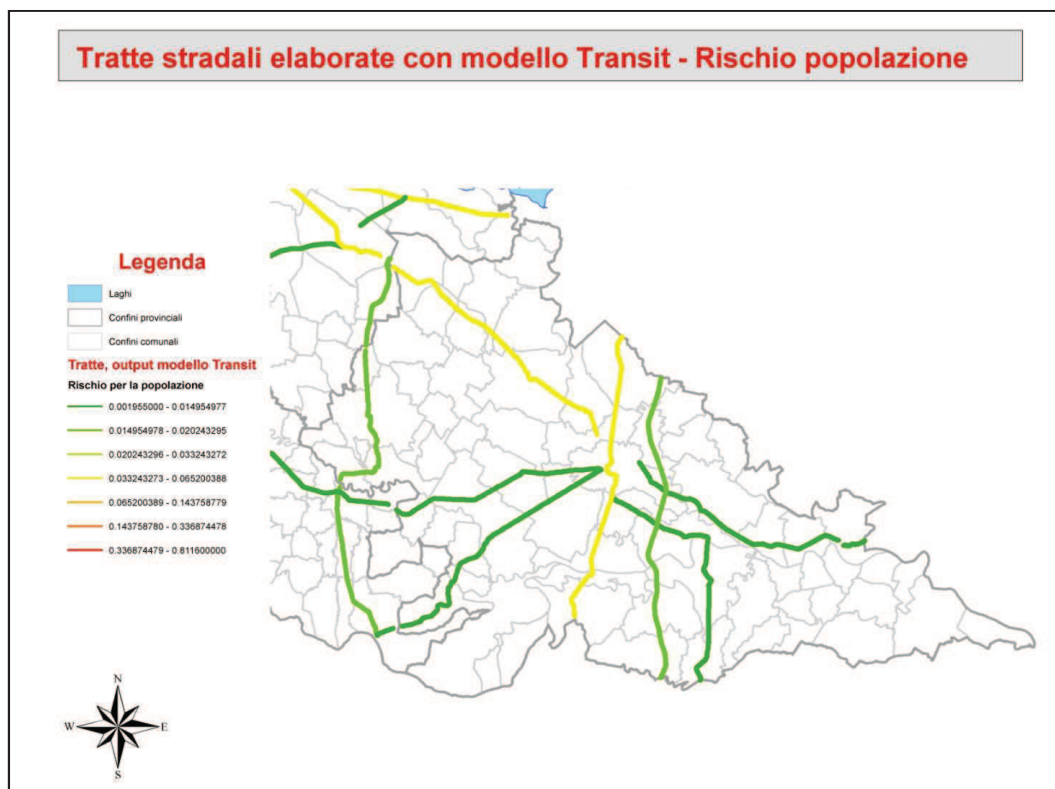 Tratte stradali elaborate con modello Transit - Rischio popolazione
Legenda
Laghi
Confini provinciali
Confini comunali
Tratte, output modello Transit
Rischio per la popolazione
0.001955000 - 0.014954977
0.014954978 - 0.020243295
0.020243296 - 0.033243272
0.033243273 - 0.065200388
0.065200389 - 0.143758779
0.143758780 - 0.336874478
0.336874479 - 0.811600000
N
W E
S